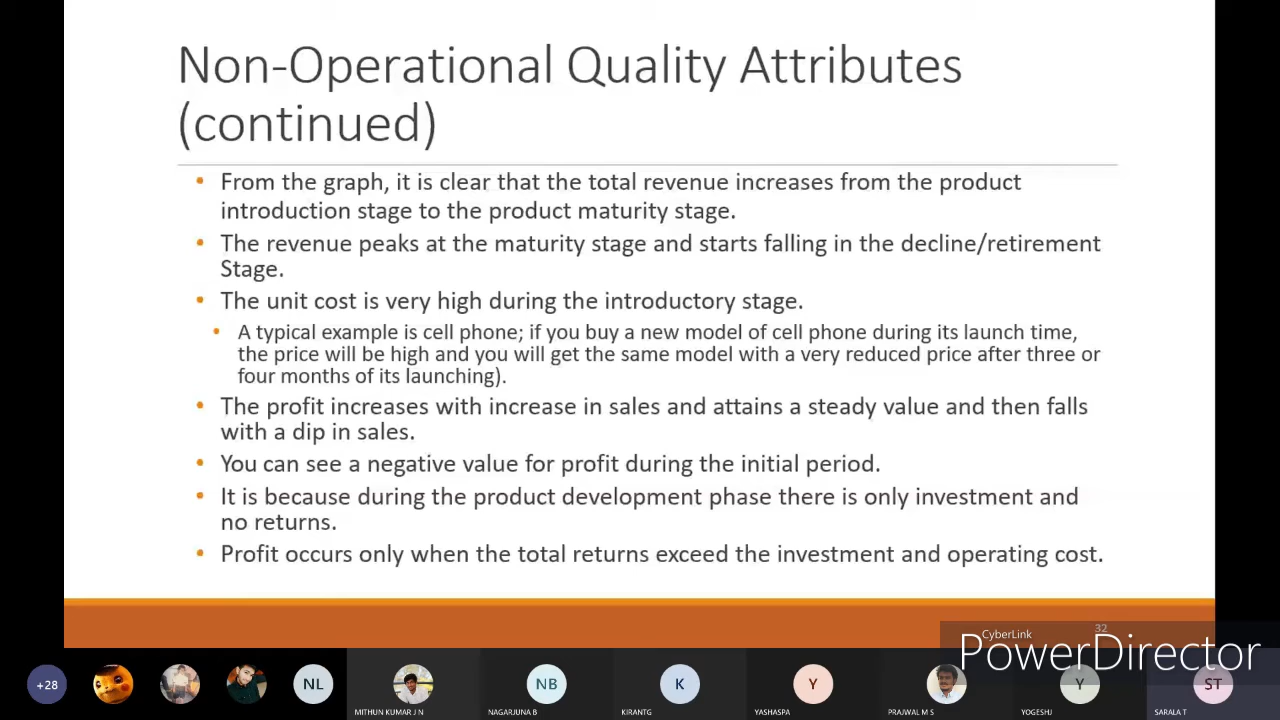 Non-Operational Quality Attributes
(continued)
• From the graph, it is clear that the total revenue increases from the product
introduction stage to the product maturity stage.
• The revenue peaks at the maturity stage and starts falling in the decline/retirement
Stage.
• The unit cost is very high during the introductory stage.
• A typical example is cell phone; if you buy a new model of cell phone during its launch time,
the price will be high and you will get the same model with a very reduced price after three or
four months of its launching).
• The profit increases with increase in sales and attains a steady value and then falls
with a dip in sales.
• You can see a negative value for profit during the initial period.
• It is because during the product development phase there is only investment and
no returns.
• Profit occurs only when the total returns exceed the investment and operating cost.
32
CyberLink
PowerDirector
+28
NL
NB
K
Y
Y
ST
MITHUN KUMAR J N
NAGARJUNA B
KIRANTG
YASHASPA
PRAJWAL M S
YOGESHJ
SARALA T